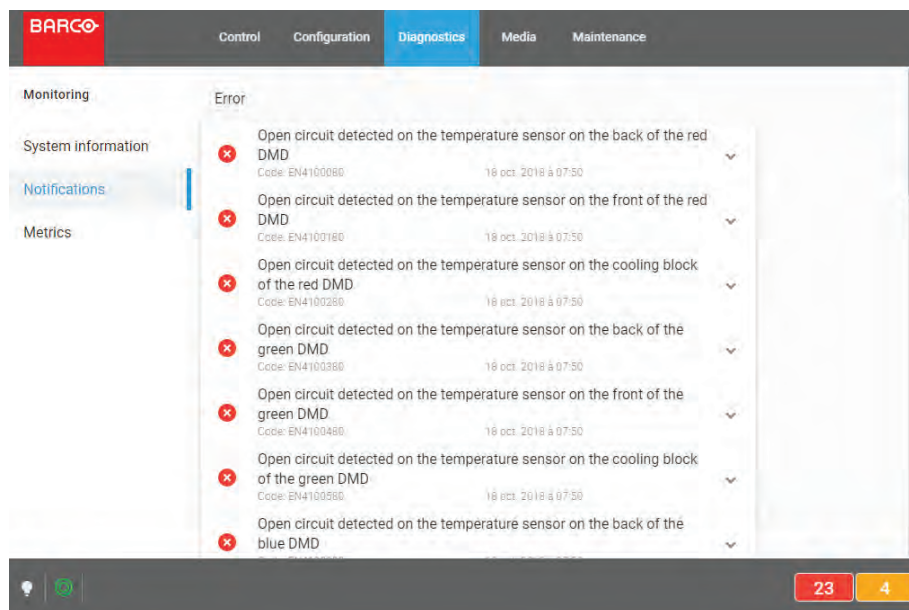 BARCO
Control Configuration Diagnostics Media Maintenance
Monitoring
System information
Notifications
Metrics
Error
Open circuit detected on the temperature sensor on the back of the red
DMD
Code: EN4100080 18 oct. 2018 à 07:50
Open circuit detected on the temperature sensor on the front of the red
DMD
Code: EN4100180 18 oct. 2018 à 07:50
Open circuit detected on the temperature sensor on the cooling block
of the red DMD
Code: EN4100280 18 oct. 2018 à 07:50
Open circuit detected on the temperature sensor on the back of the
green DMD
Code: EN4100380 18 oct. 2018 à 07:50
Open circuit detected on the temperature sensor on the front of the
green DMD
Code: EN4100480 18 oct. 2018 à 07:50
Open circuit detected on the temperature sensor on the cooling block
of the green DMD
Code: EN4100580 18 oct. 2018 à 07:50
Open circuit detected on the temperature sensor on the back of the
blue DMD
23 4